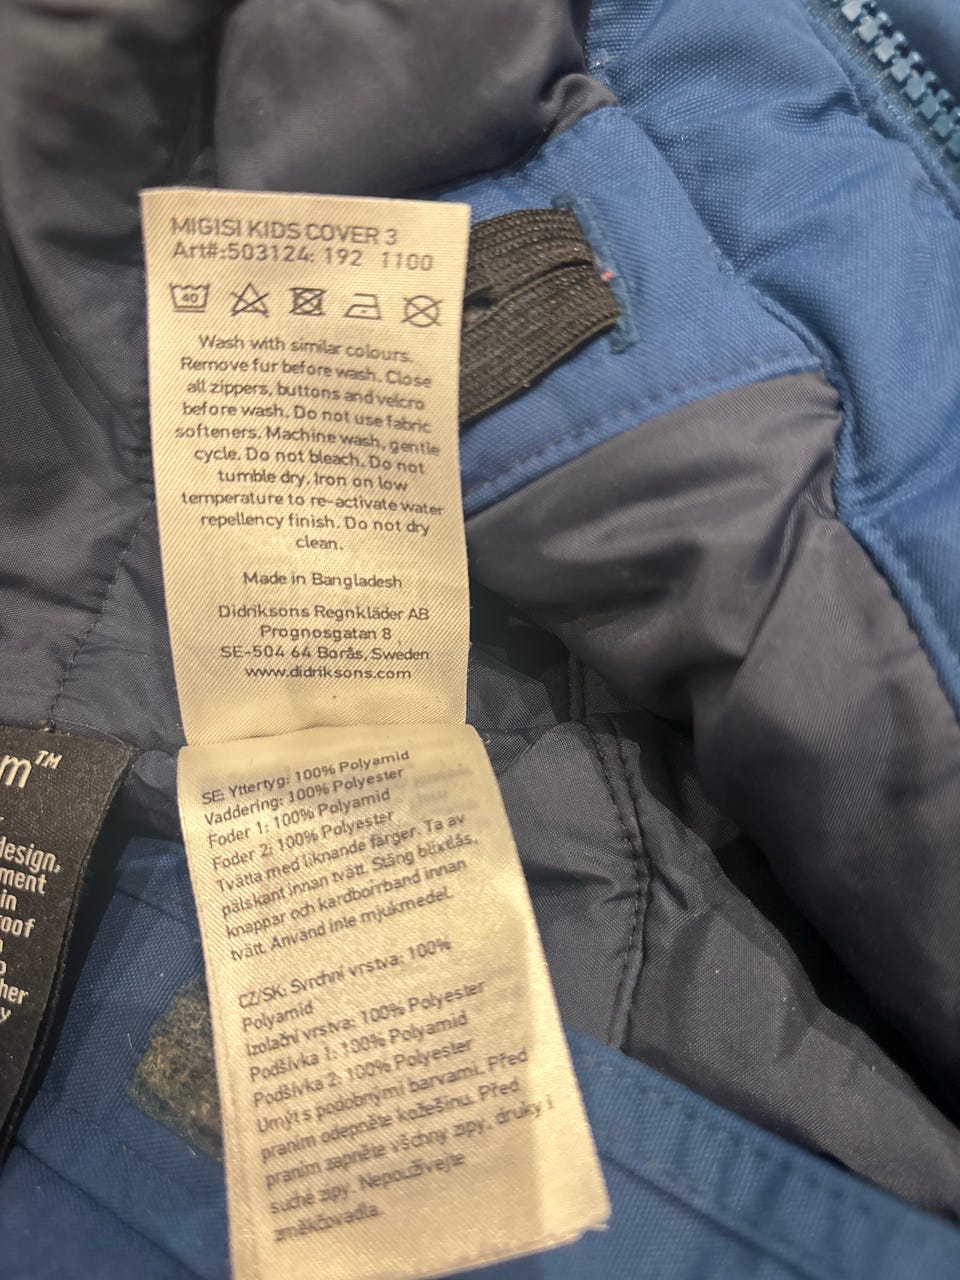 MIGISI KIDS COVER 3
Art#:503124: 192 1100
40
Wash with similar colours.
Remove fur before wash. Close
all zippers, buttons and velcro
before wash. Do not use fabric
softeners. Machine wash, gentle
cycle. Do not bleach. Do not
tumble dry. Iron on low
temperature to re-activate water
repellency finish. Do not dry
clean.
Made in Bangladesh
Didriksons Regnkläder AB
Prognosgatan 8
SE-504 64 Borås, Sweden
www.didriksons.com
SE: Yttertyg: 100% Polyamid
Vaddering: 100% Polyester
Foder 1: 100% Polyamid
Foder 2: 100% Polyester
Tvätta med liknande färger. Ta av
pälskant innan tvätt. Stäng blixtlås,
knappar och kardborrband innan
tvätt. Använd inte mjukmedel.
CZ/SK: Svrchní vrstva: 100%
Polyamid
Izolační vrstva: 100% Polyester
Podšívka 1: 100% Polyamid
Podšívka 2: 100% Polyester
Umýt s podobnými barvami. Před
praním odepněte kožešinu. Před
praním zapněte všchny zipy, druky i
suché zipy. Nepoužívejte
změkčovadla.
m™
design,
ment
in
oof
her
y